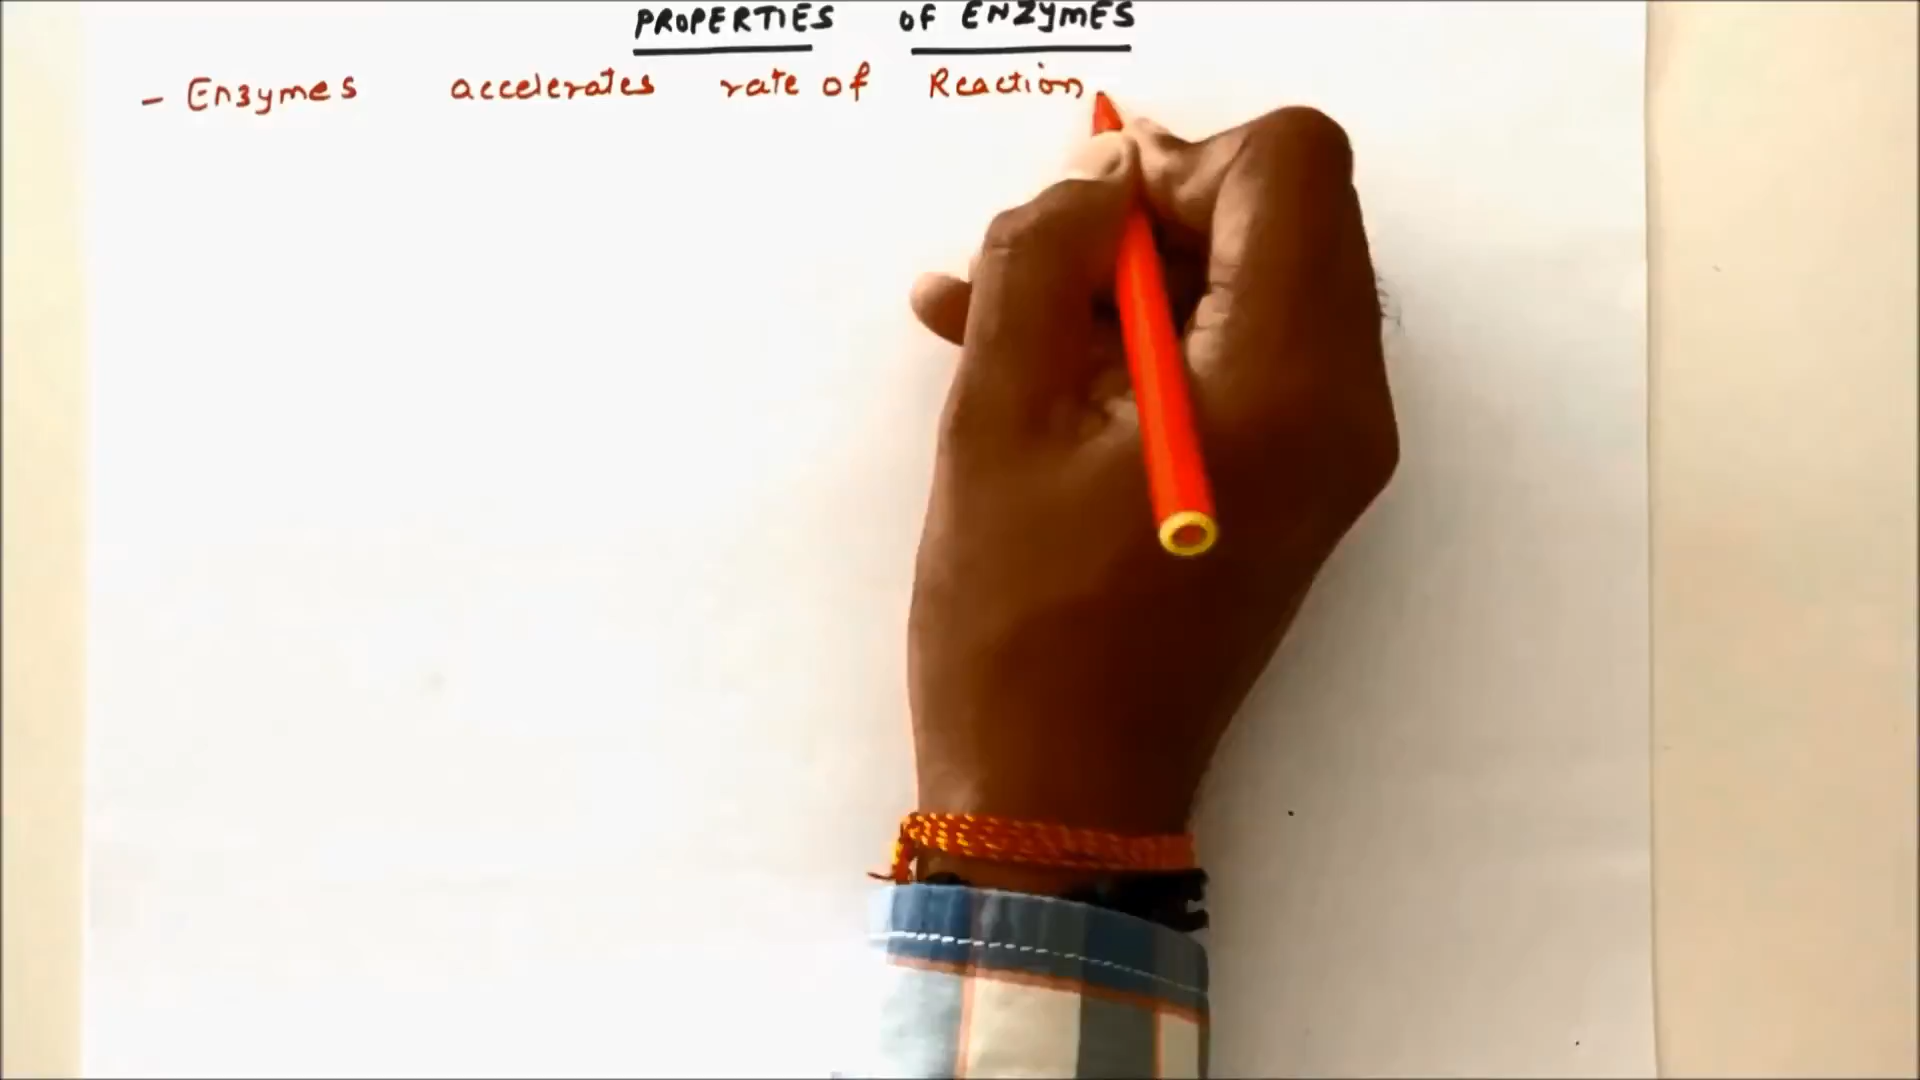 PROPERTIES OF ENZYMES
- Enzymes accelerates rate of Reaction.